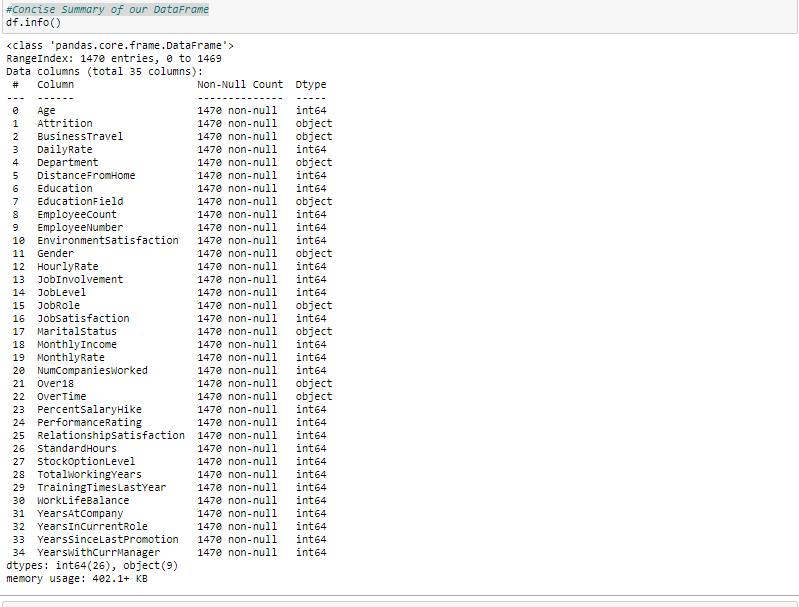 #Concise Summary of our DataFrame
df.info()
<class 'pandas.core.frame.DataFrame'>
RangeIndex: 1470 entries, 0 to 1469
Data columns (total 35 columns):
 #   Column                    Non-Null Count  Dtype
---  ------                    --------------  -----
 0   Age                       1470 non-null   int64
 1   Attrition                 1470 non-null   object
 2   BusinessTravel            1470 non-null   object
 3   DailyRate                 1470 non-null   int64
 4   Department                1470 non-null   object
 5   DistanceFromHome          1470 non-null   int64
 6   Education                 1470 non-null   int64
 7   EducationField            1470 non-null   object
 8   EmployeeCount             1470 non-null   int64
 9   EmployeeNumber            1470 non-null   int64
 10  EnvironmentSatisfaction   1470 non-null   int64
 11  Gender                    1470 non-null   object
 12  HourlyRate                1470 non-null   int64
 13  JobInvolvement            1470 non-null   int64
 14  JobLevel                  1470 non-null   int64
 15  JobRole                   1470 non-null   object
 16  JobSatisfaction           1470 non-null   int64
 17  MaritalStatus             1470 non-null   object
 18  MonthlyIncome             1470 non-null   int64
 19  MonthlyRate               1470 non-null   int64
 20  NumCompaniesWorked        1470 non-null   int64
 21  Over18                    1470 non-null   object
 22  OverTime                  1470 non-null   object
 23  PercentSalaryHike         1470 non-null   int64
 24  PerformanceRating         1470 non-null   int64
 25  RelationshipSatisfaction  1470 non-null   int64
 26  StandardHours             1470 non-null   int64
 27  StockOptionLevel          1470 non-null   int64
 28  TotalWorkingYears         1470 non-null   int64
 29  TrainingTimesLastYear     1470 non-null   int64
 30  WorkLifeBalance           1470 non-null   int64
 31  YearsAtCompany            1470 non-null   int64
 32  YearsInCurrentRole        1470 non-null   int64
 33  YearsSinceLastPromotion   1470 non-null   int64
 34  YearsWithCurrManager      1470 non-null   int64
dtypes: int64(26), object(9)
memory usage: 402.1+ KB